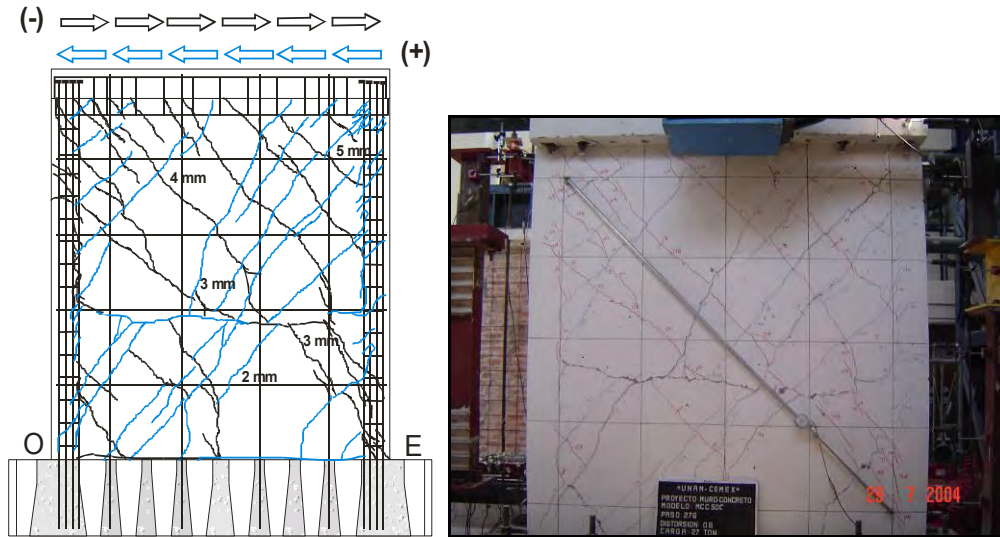 (-)
(+)
5 mm
4 mm
3 mm
3 mm
2 mm
O
E
*UNAM-CEMEX*
PROYECTO MURO-CONCRETO
MODELO MCC50C
PASO 276
DISTORSION 0.8
CARGA-27 TON
29 7 2004